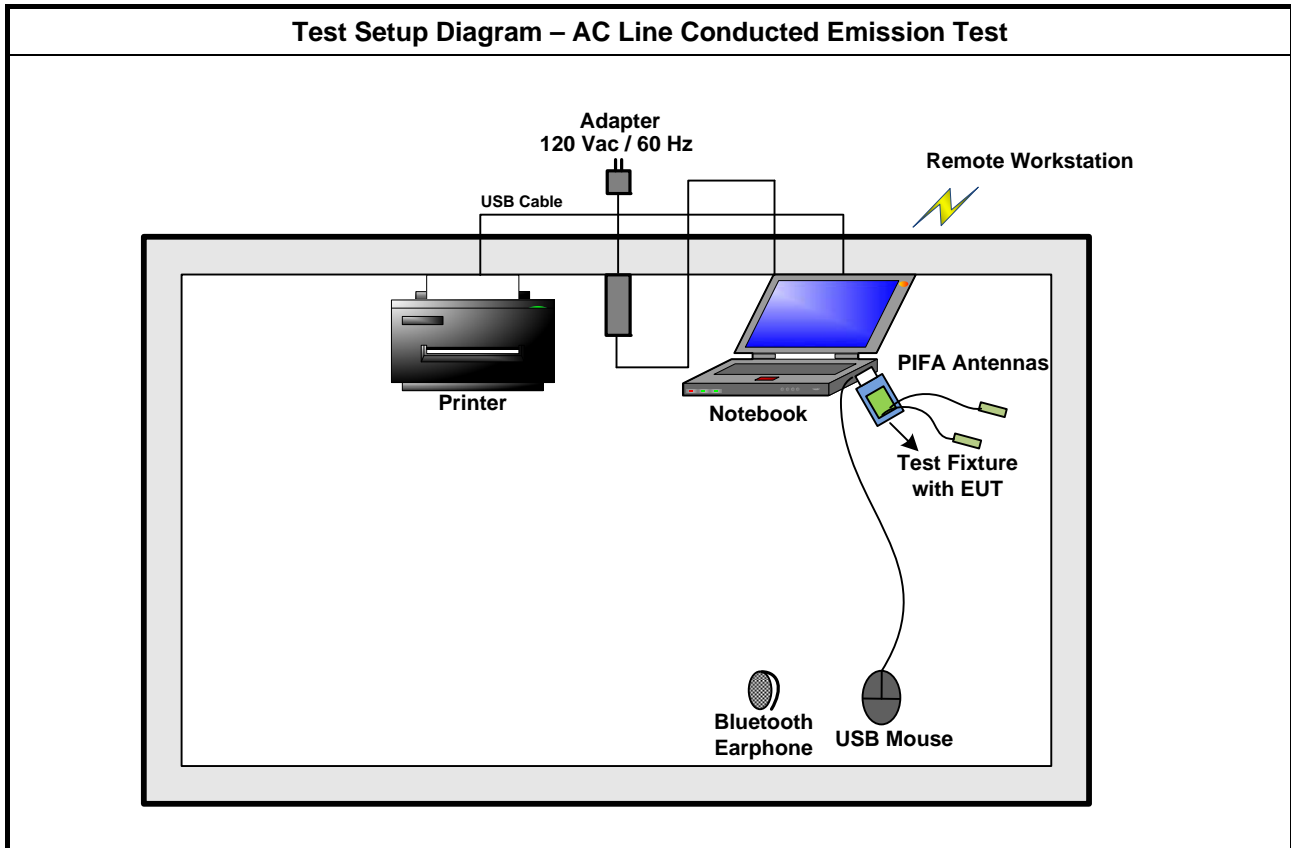 Test Setup Diagram – AC Line Conducted Emission Test
Adapter
120 Vac / 60 Hz
Remote Workstation
USB Cable
PIFA Antennas
Printer
Notebook
Test Fixture
with EUT
Bluetooth
Earphone
USB Mouse